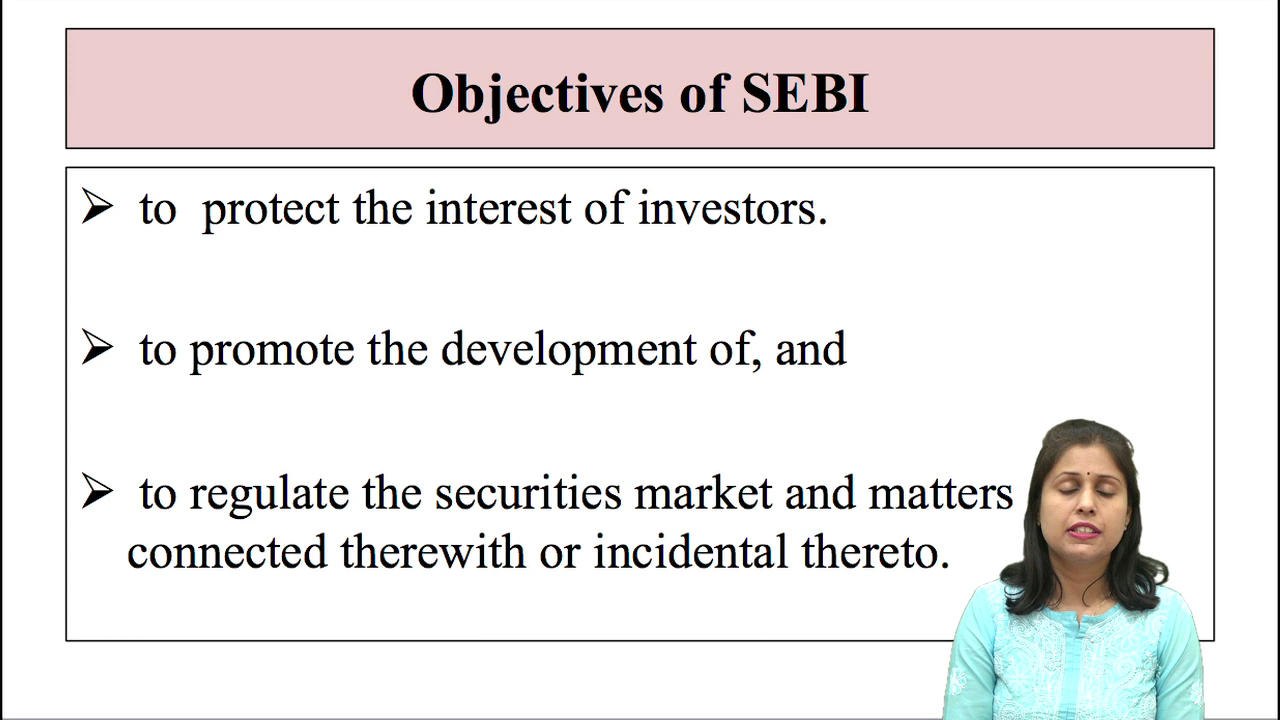 Objectives of SEBI
➢ to protect the interest of investors.
➢ to promote the development of, and
➢ to regulate the securities market and matters
connected therewith or incidental thereto.